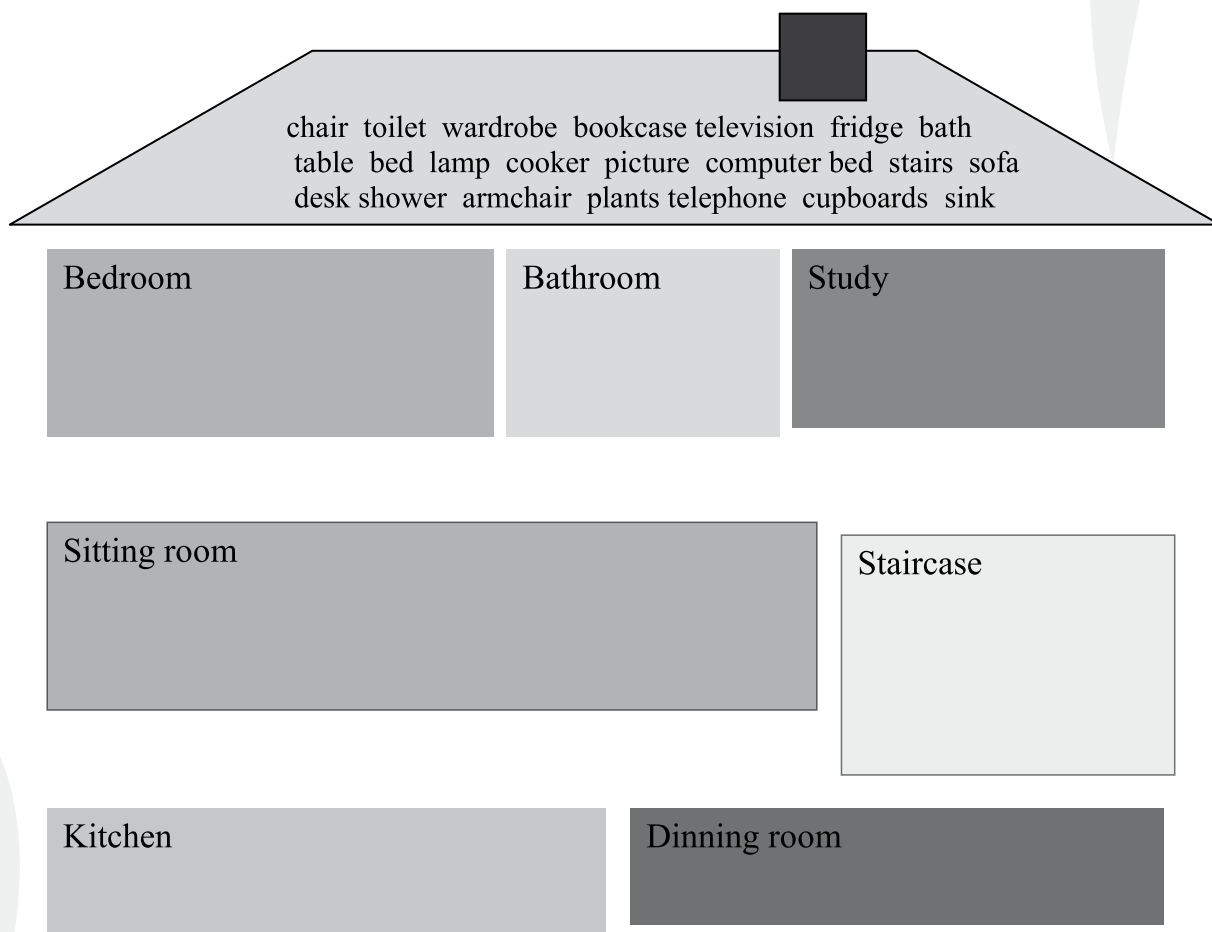 chair toilet wardrobe bookcase television fridge bath
table bed lamp cooker picture computer bed stairs sofa
desk shower armchair plants telephone cupboards sink
Bedroom
Bathroom
Study
Sitting room
Staircase
Kitchen
Dinning room